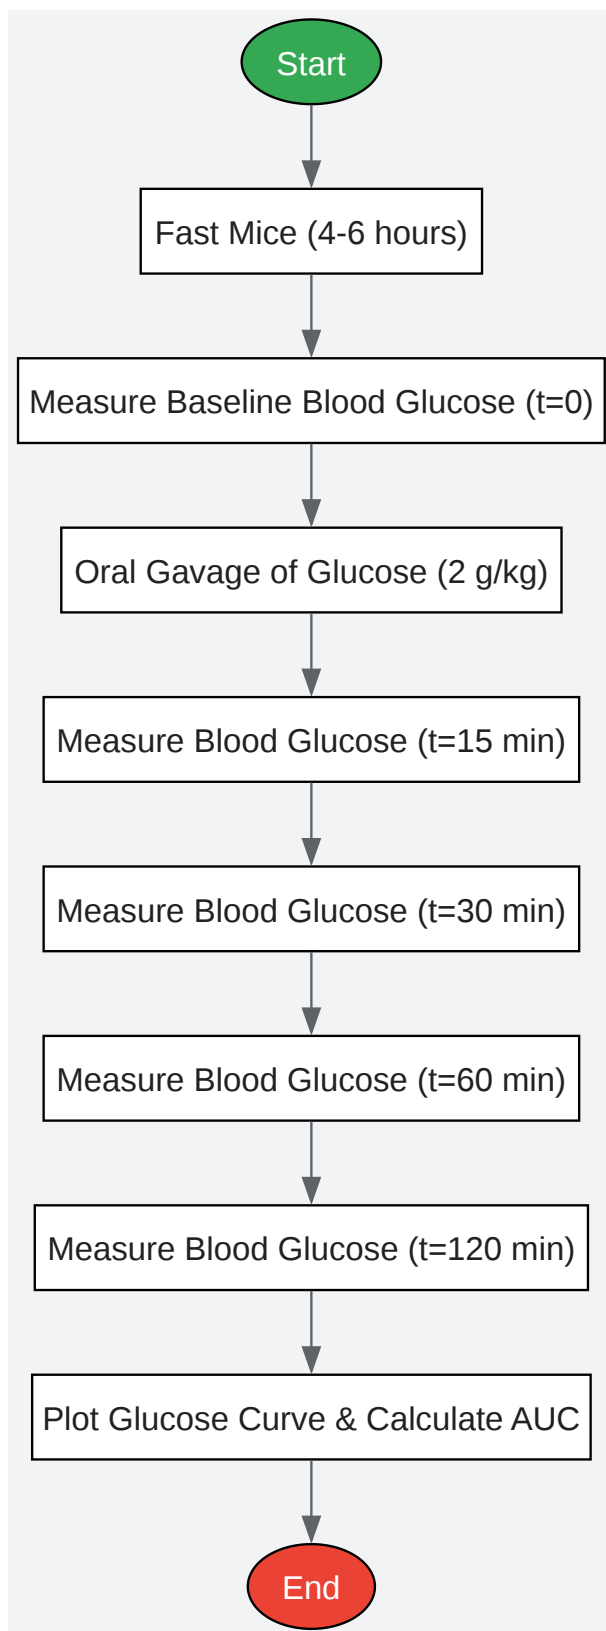 Start
Fast Mice (4-6 hours)
Measure Baseline Blood Glucose (t=0)
Oral Gavage of Glucose (2 g/kg)
Measure Blood Glucose (t=15 min)
Measure Blood Glucose (t=30 min)
Measure Blood Glucose (t=60 min)
Measure Blood Glucose (t=120 min)
Plot Glucose Curve & Calculate AUC
End